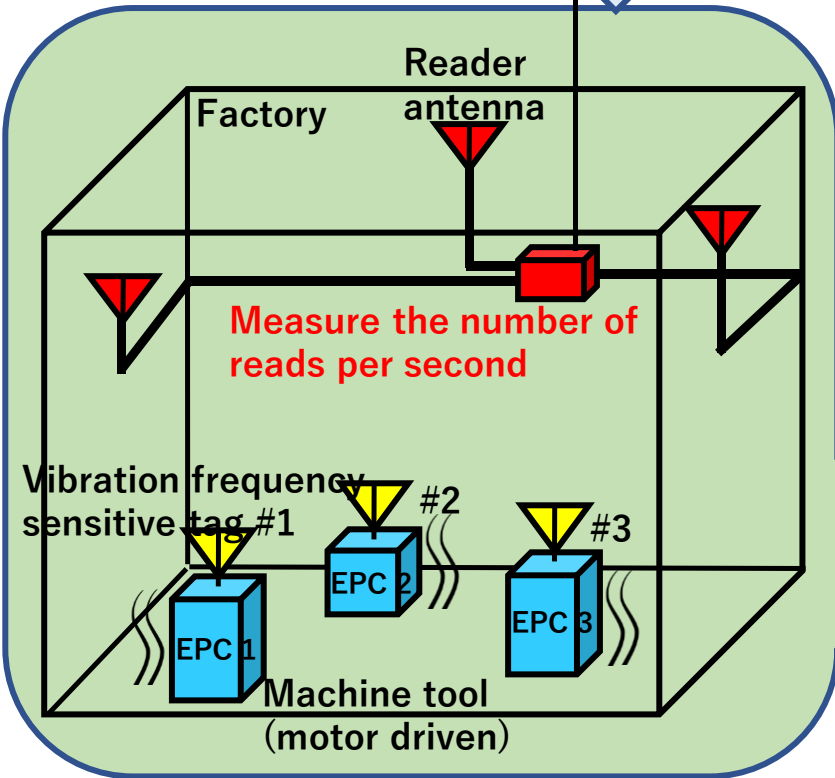 Reader
antenna
Factory
Measure the number of
reads per second
Vibration frequency
sensitive tag #1
#2
#3
EPC 2
EPC 3
EPC 1
Machine tool
(motor driven)